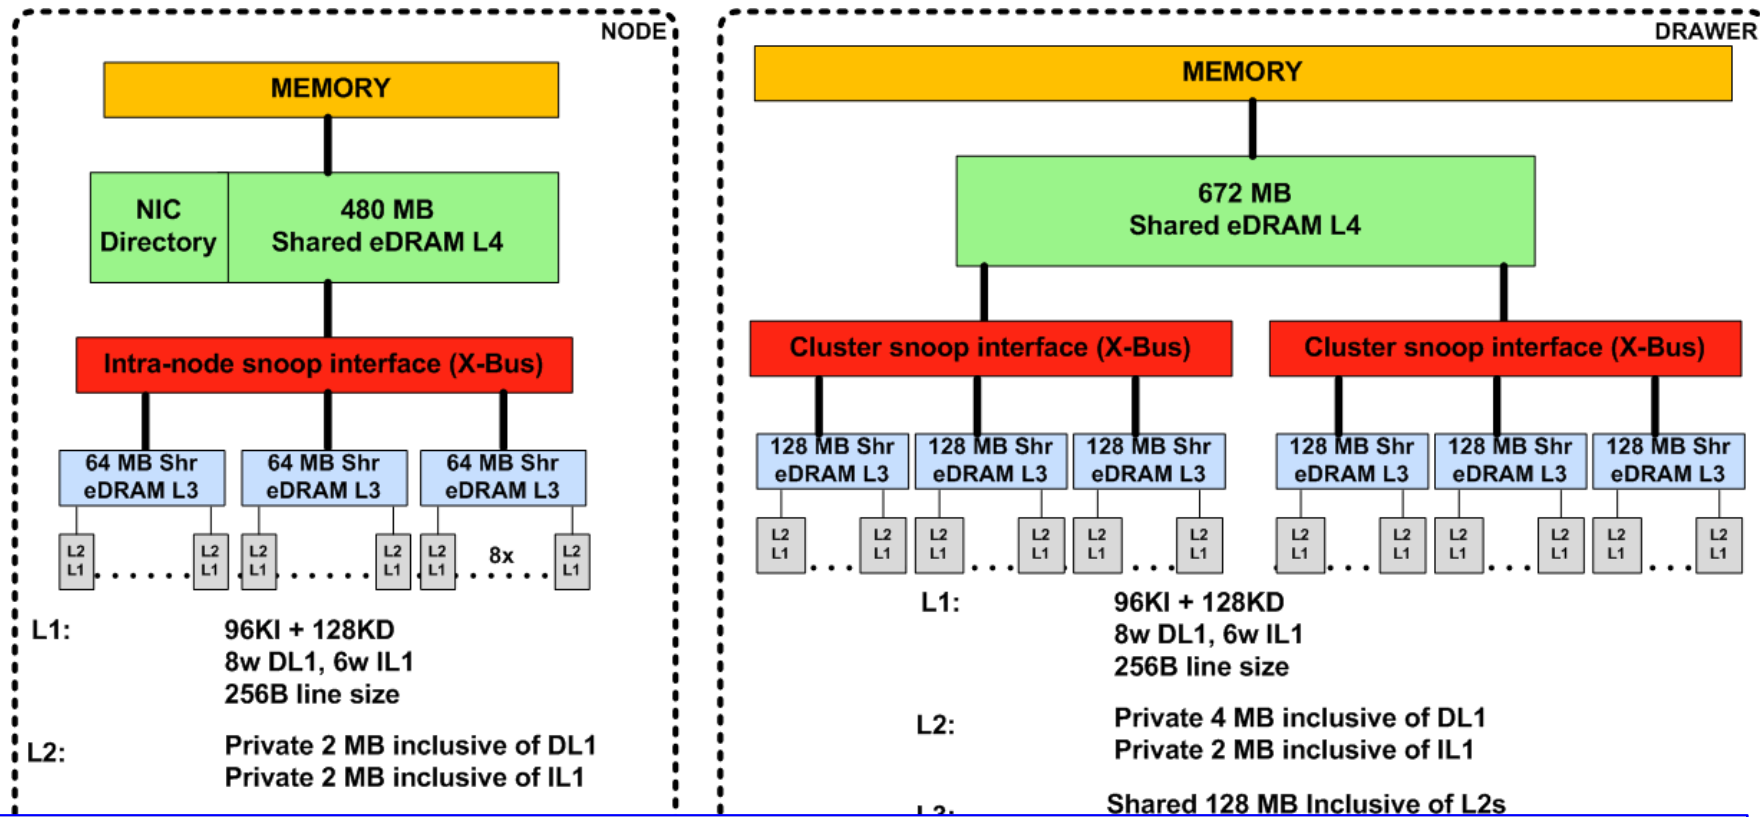 NODE
MEMORY
NIC
Directory
480 MB
Shared eDRAM L4
Intra-node snoop interface (X-Bus)
64 MB Shr
eDRAM L3
64 MB Shr
eDRAM L3
64 MB Shr
eDRAM L3
L2
L1
L2
L1
L2
L1
L2
L1
L2
L1
8x
L2
L1
L1:
96KI + 128KD
8w DL1, 6w IL1
256B line size
L2:
Private 2 MB inclusive of DL1
Private 2 MB inclusive of IL1
DRAWER
MEMORY
672 MB
Shared eDRAM L4
Cluster snoop interface (X-Bus)
Cluster snoop interface (X-Bus)
128 MB Shr
eDRAM L3
128 MB Shr
eDRAM L3
128 MB Shr
eDRAM L3
128 MB Shr
eDRAM L3
128 MB Shr
eDRAM L3
128 MB Shr
eDRAM L3
L2
L1
L2
L1
L2
L1
L2
L1
L2
L1
L2
L1
L2
L1
L2
L1
L2
L1
L2
L1
L2
L1
L2
L1
L1:
96KI + 128KD
8w DL1, 6w IL1
256B line size
L2:
Private 4 MB inclusive of DL1
Private 2 MB inclusive of IL1
L3:
Shared 128 MB Inclusive of L2s